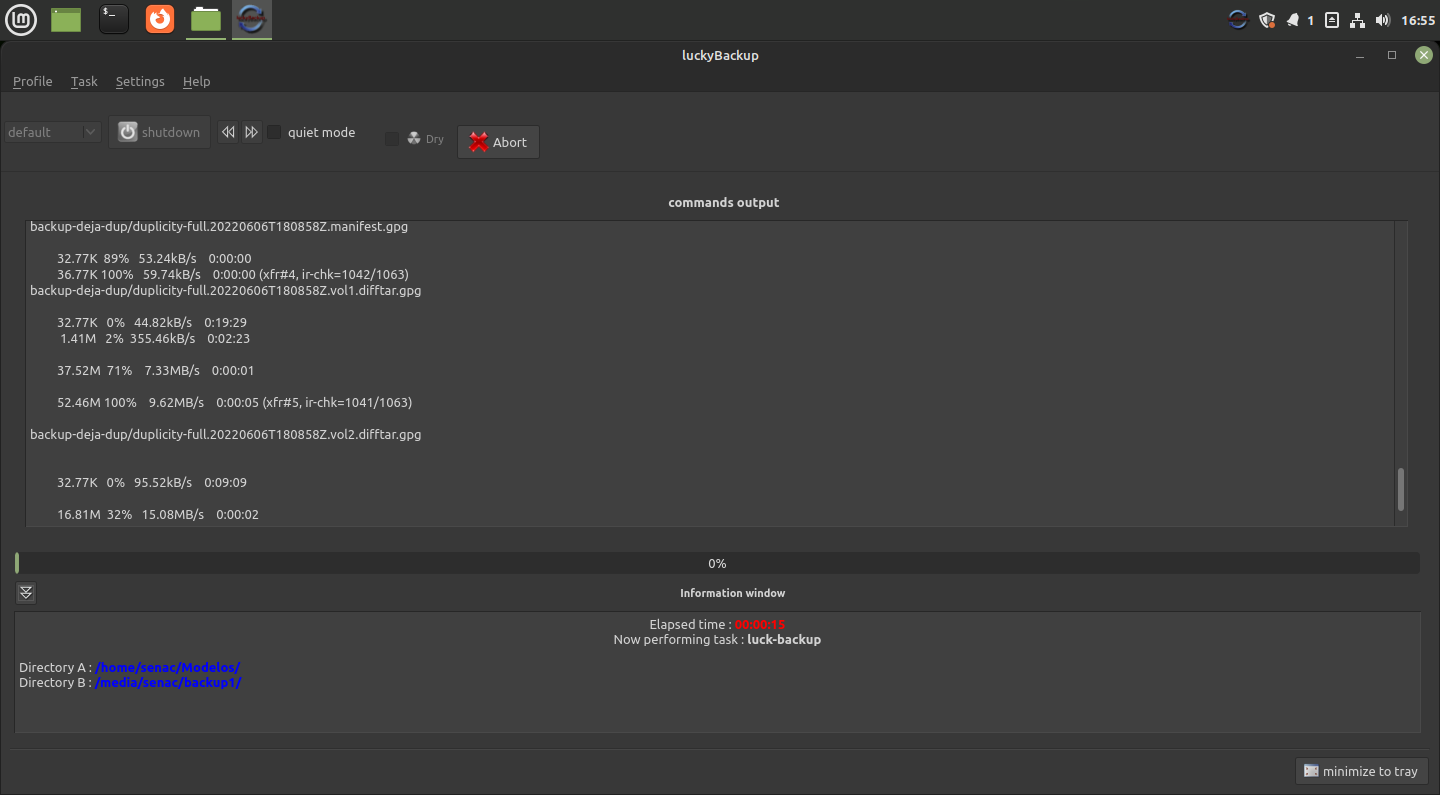 $_
1
16:55
luckyBackup
Profile Task Settings Help
default shutdown quiet mode Dry Abort
commands output
backup-deja-dup/duplicity-full.20220606T180858Z.manifest.gpg
32.77K 89% 53.24kB/s 0:00:00
36.77K 100% 59.74kB/s 0:00:00 (xfr#4, ir-chk=1042/1063)
backup-deja-dup/duplicity-full.20220606T180858Z.vol1.difftar.gpg
32.77K 0% 44.82kB/s 0:19:29
1.41M 2% 355.46kB/s 0:02:23
37.52M 71% 7.33MB/s 0:00:01
52.46M 100% 9.62MB/s 0:00:05 (xfr#5, ir-chk=1041/1063)
backup-deja-dup/duplicity-full.20220606T180858Z.vol2.difftar.gpg
32.77K 0% 95.52kB/s 0:09:09
16.81M 32% 15.08MB/s 0:00:02
0%
Information window
Elapsed time : 00:00:15
Now performing task : luck-backup
Directory A : /home/senac/Modelos/
Directory B : /media/senac/backup1/
minimize to tray